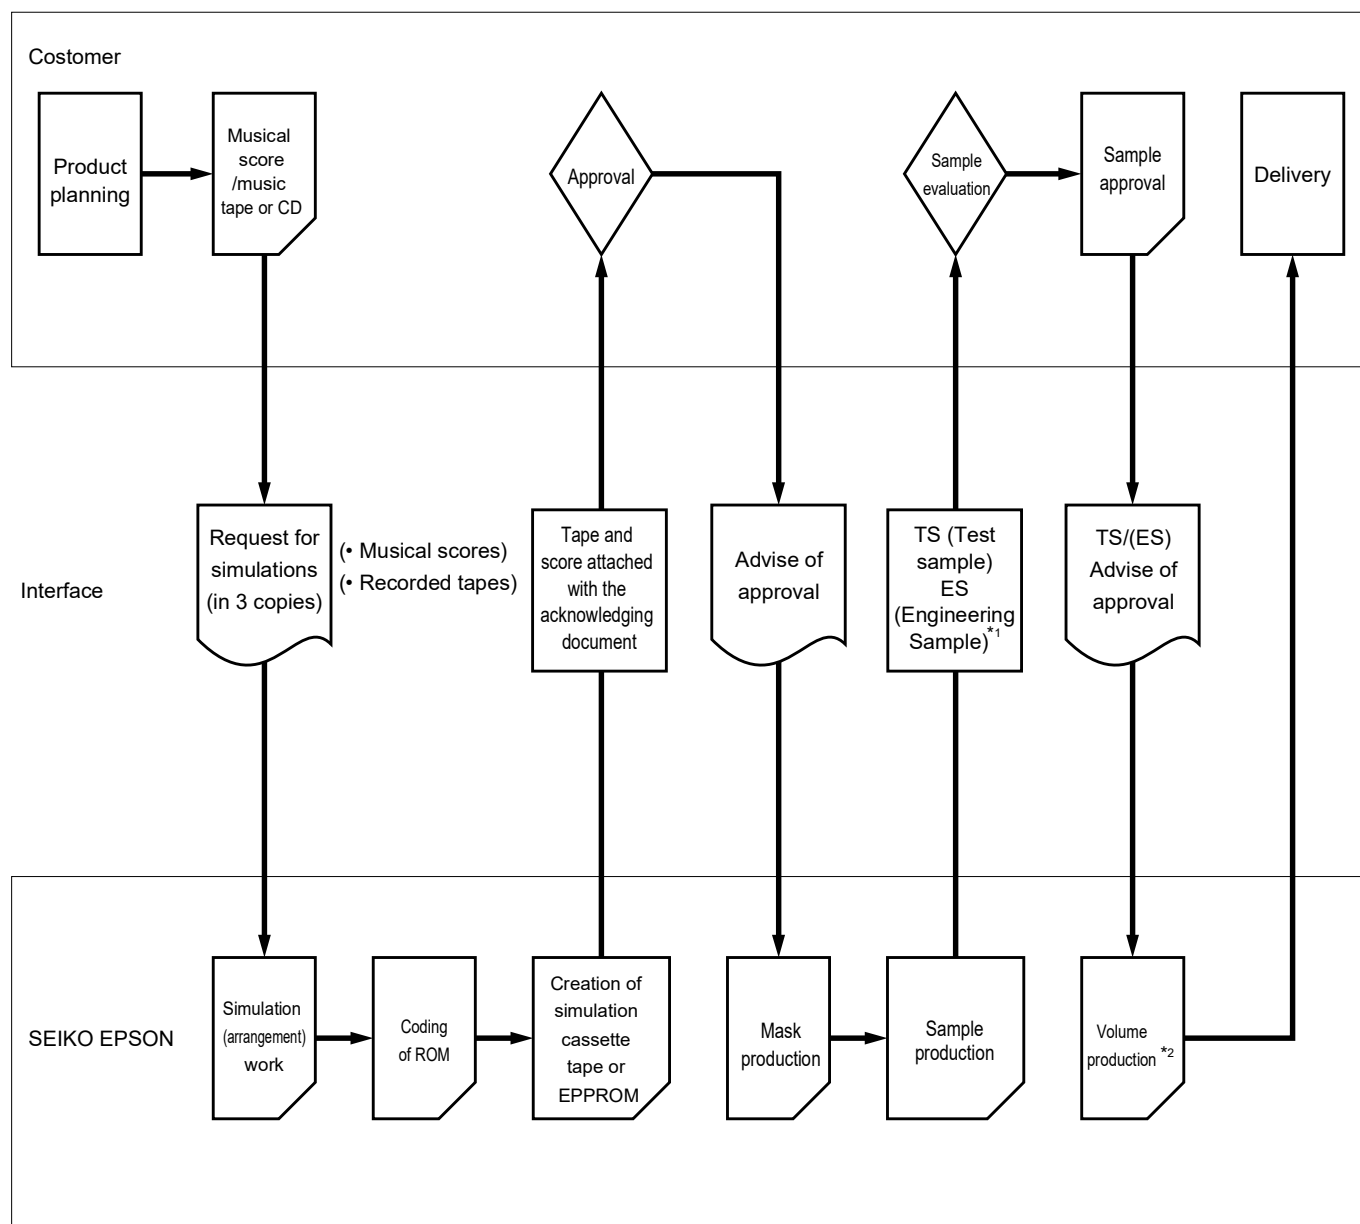 Costomer
Product
planning
Musical
score
/music
tape or CD
Approval
Sample
evaluation
Sample
approval
Delivery
Interface
Request for
simulations
(in 3 copies)
(• Musical scores)
(• Recorded tapes)
Tape and
score attached
with the
acknowledging
document
Advise of
approval
TS (Test
sample)
ES
(Engineering
Sample)*1
TS/(ES)
Advise of
approval
SEIKO EPSON
Simulation
(arrangement)
work
Coding
of ROM
Creation of
simulation
cassette
tape or
EPPROM
Mask
production
Sample
production
Volume
production *2